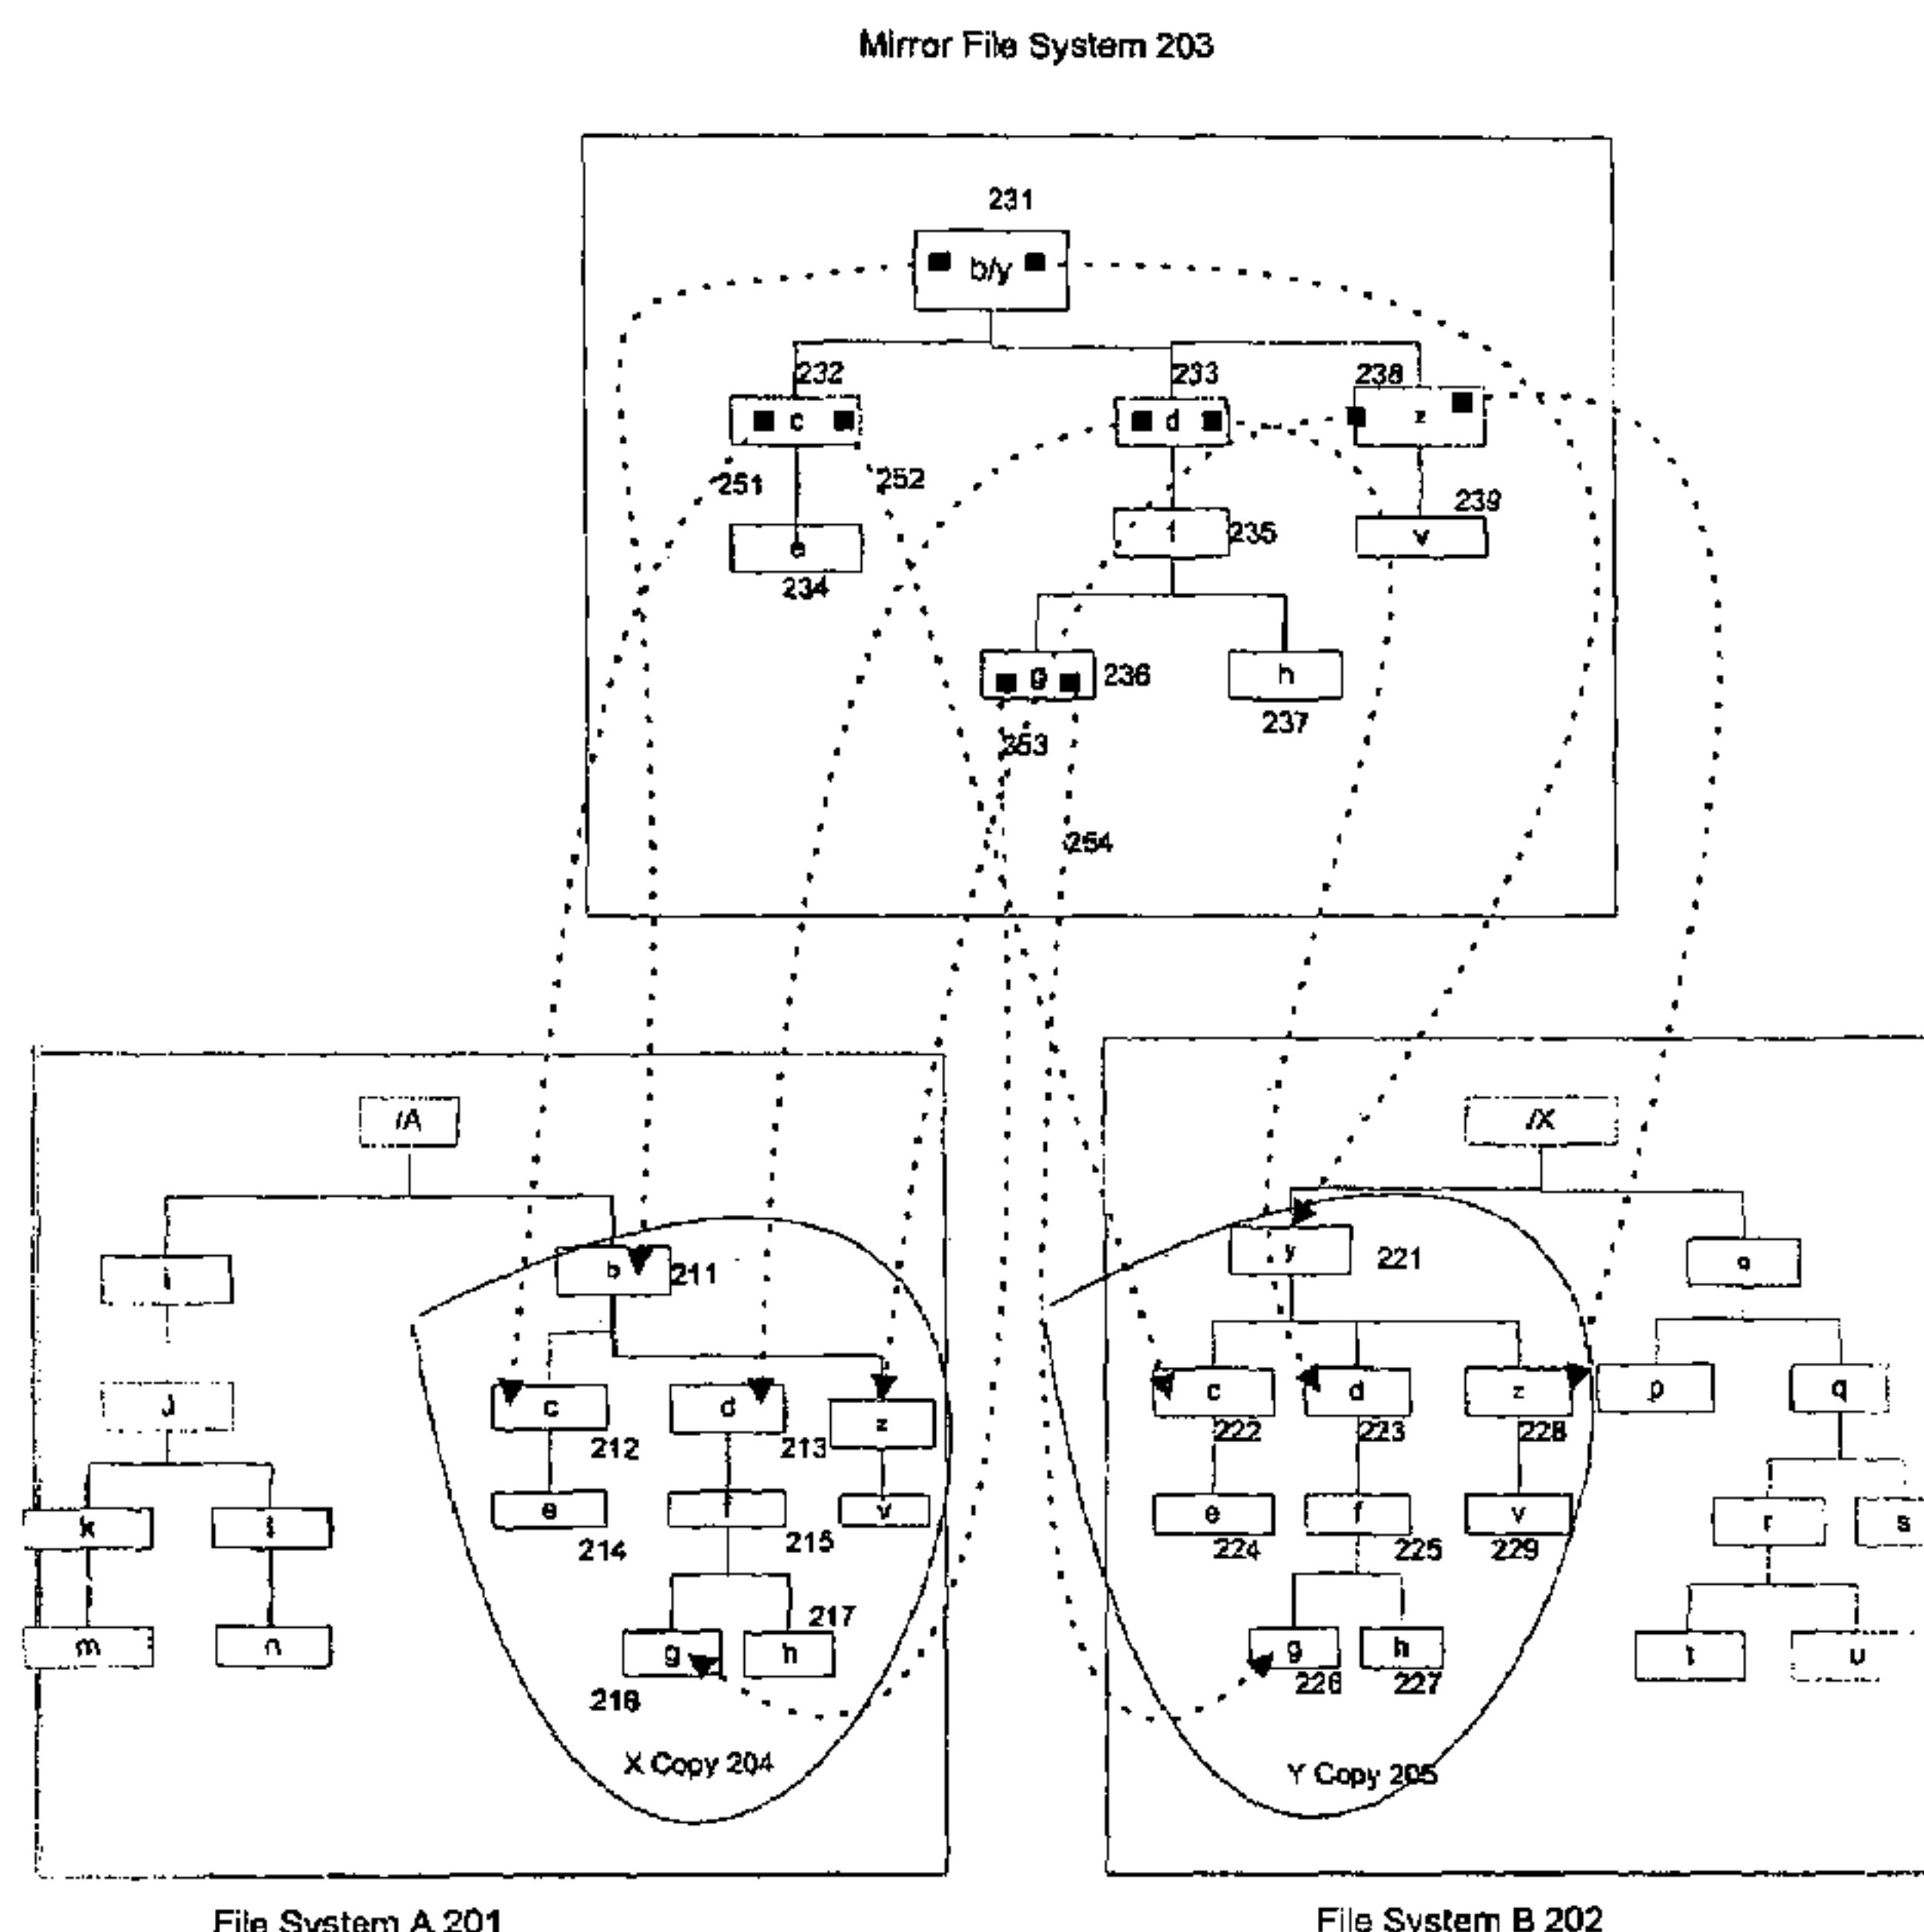 Mirror File System 203
231
b/y
232 233 238
c d z
251 252
239
e 235 v
234
g 236 h
253 237
254
/A /X
b 211 y 221 o
J
c d z c d z p q
212 213 222 223 228
k e f v e f v r s
214 215 224 225 229
217
m n g h g h t u
216 226 227
X Copy 204 Y Copy 205
File System A 201 File System B 202